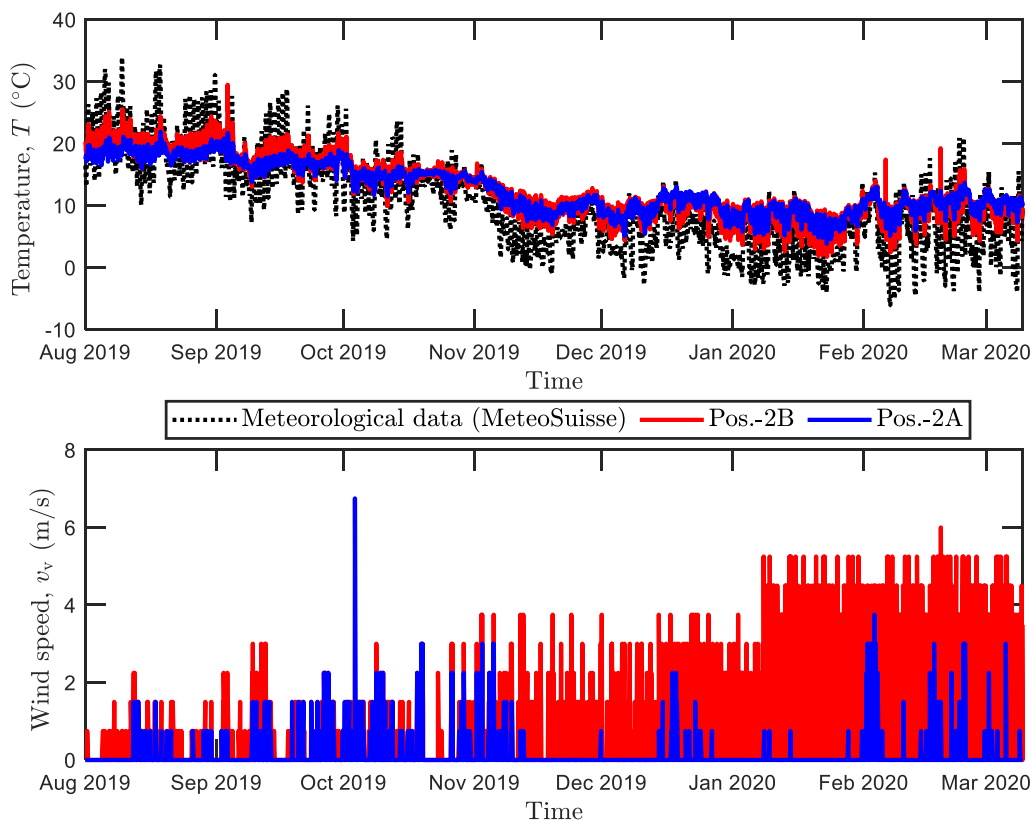 40
30
20
10
0
-10
Temperature, T (°C)
Aug 2019 Sep 2019 Oct 2019 Nov 2019 Dec 2019 Jan 2020 Feb 2020 Mar 2020
Time
Meteorological data (MeteoSuisse) Pos.-2B Pos.-2A
8
6
4
2
0
Wind speed, v_v (m/s)
Aug 2019 Sep 2019 Oct 2019 Nov 2019 Dec 2019 Jan 2020 Feb 2020 Mar 2020
Time